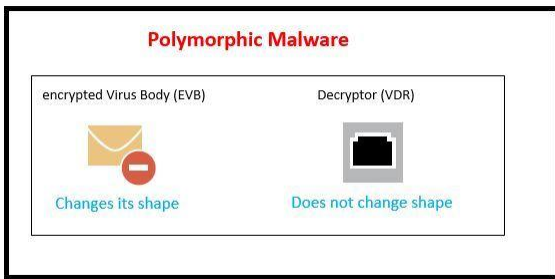 Polymorphic Malware
encrypted Virus Body (EVB)
Decryptor (VDR)
Changes its shape
Does not change shape